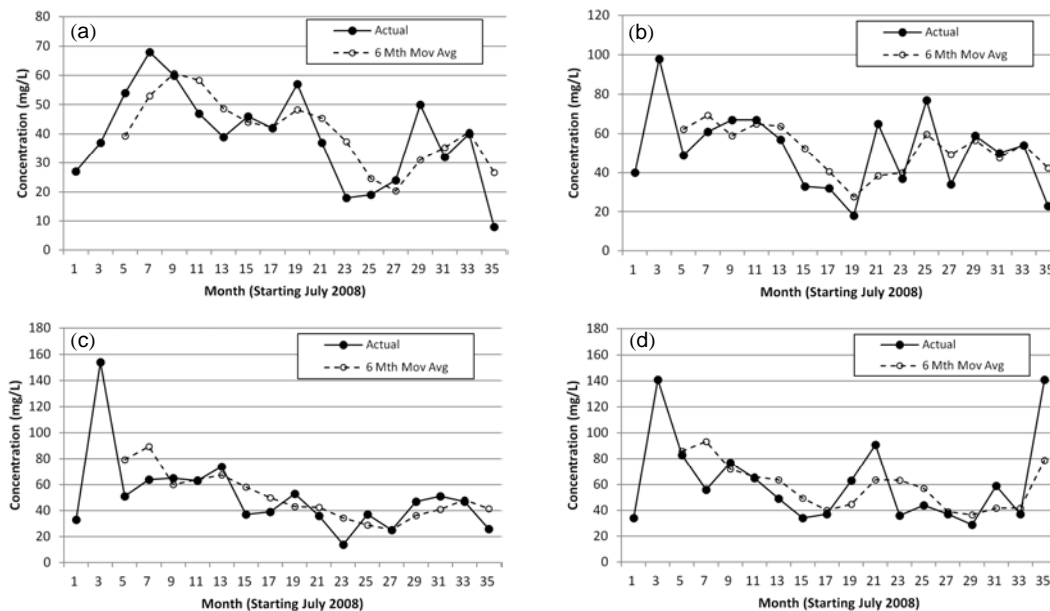 (a)
Actual
6 Mth Mov Avg
Concentration (mg/L)
80
70
60
50
40
30
20
10
0
1 3 5 7 9 11 13 15 17 19 21 23 25 27 29 31 33 35
Month (Starting July 2008)
(b)
Actual
6 Mth Mov Avg
Concentration (mg/L)
120
100
80
60
40
20
0
1 3 5 7 9 11 13 15 17 19 21 23 25 27 29 31 33 35
Month (Starting July 2008)
(c)
Actual
6 Mth Mov Avg
Concentration (mg/L)
180
160
140
120
100
80
60
40
20
0
1 3 5 7 9 11 13 15 17 19 21 23 25 27 29 31 33 35
Month (Starting July 2008)
(d)
Actual
6 Mth Mov Avg
Concentration (mg/L)
180
160
140
120
100
80
60
40
20
0
1 3 5 7 9 11 13 15 17 19 21 23 25 27 29 31 33 35
Month (Starting July 2008)